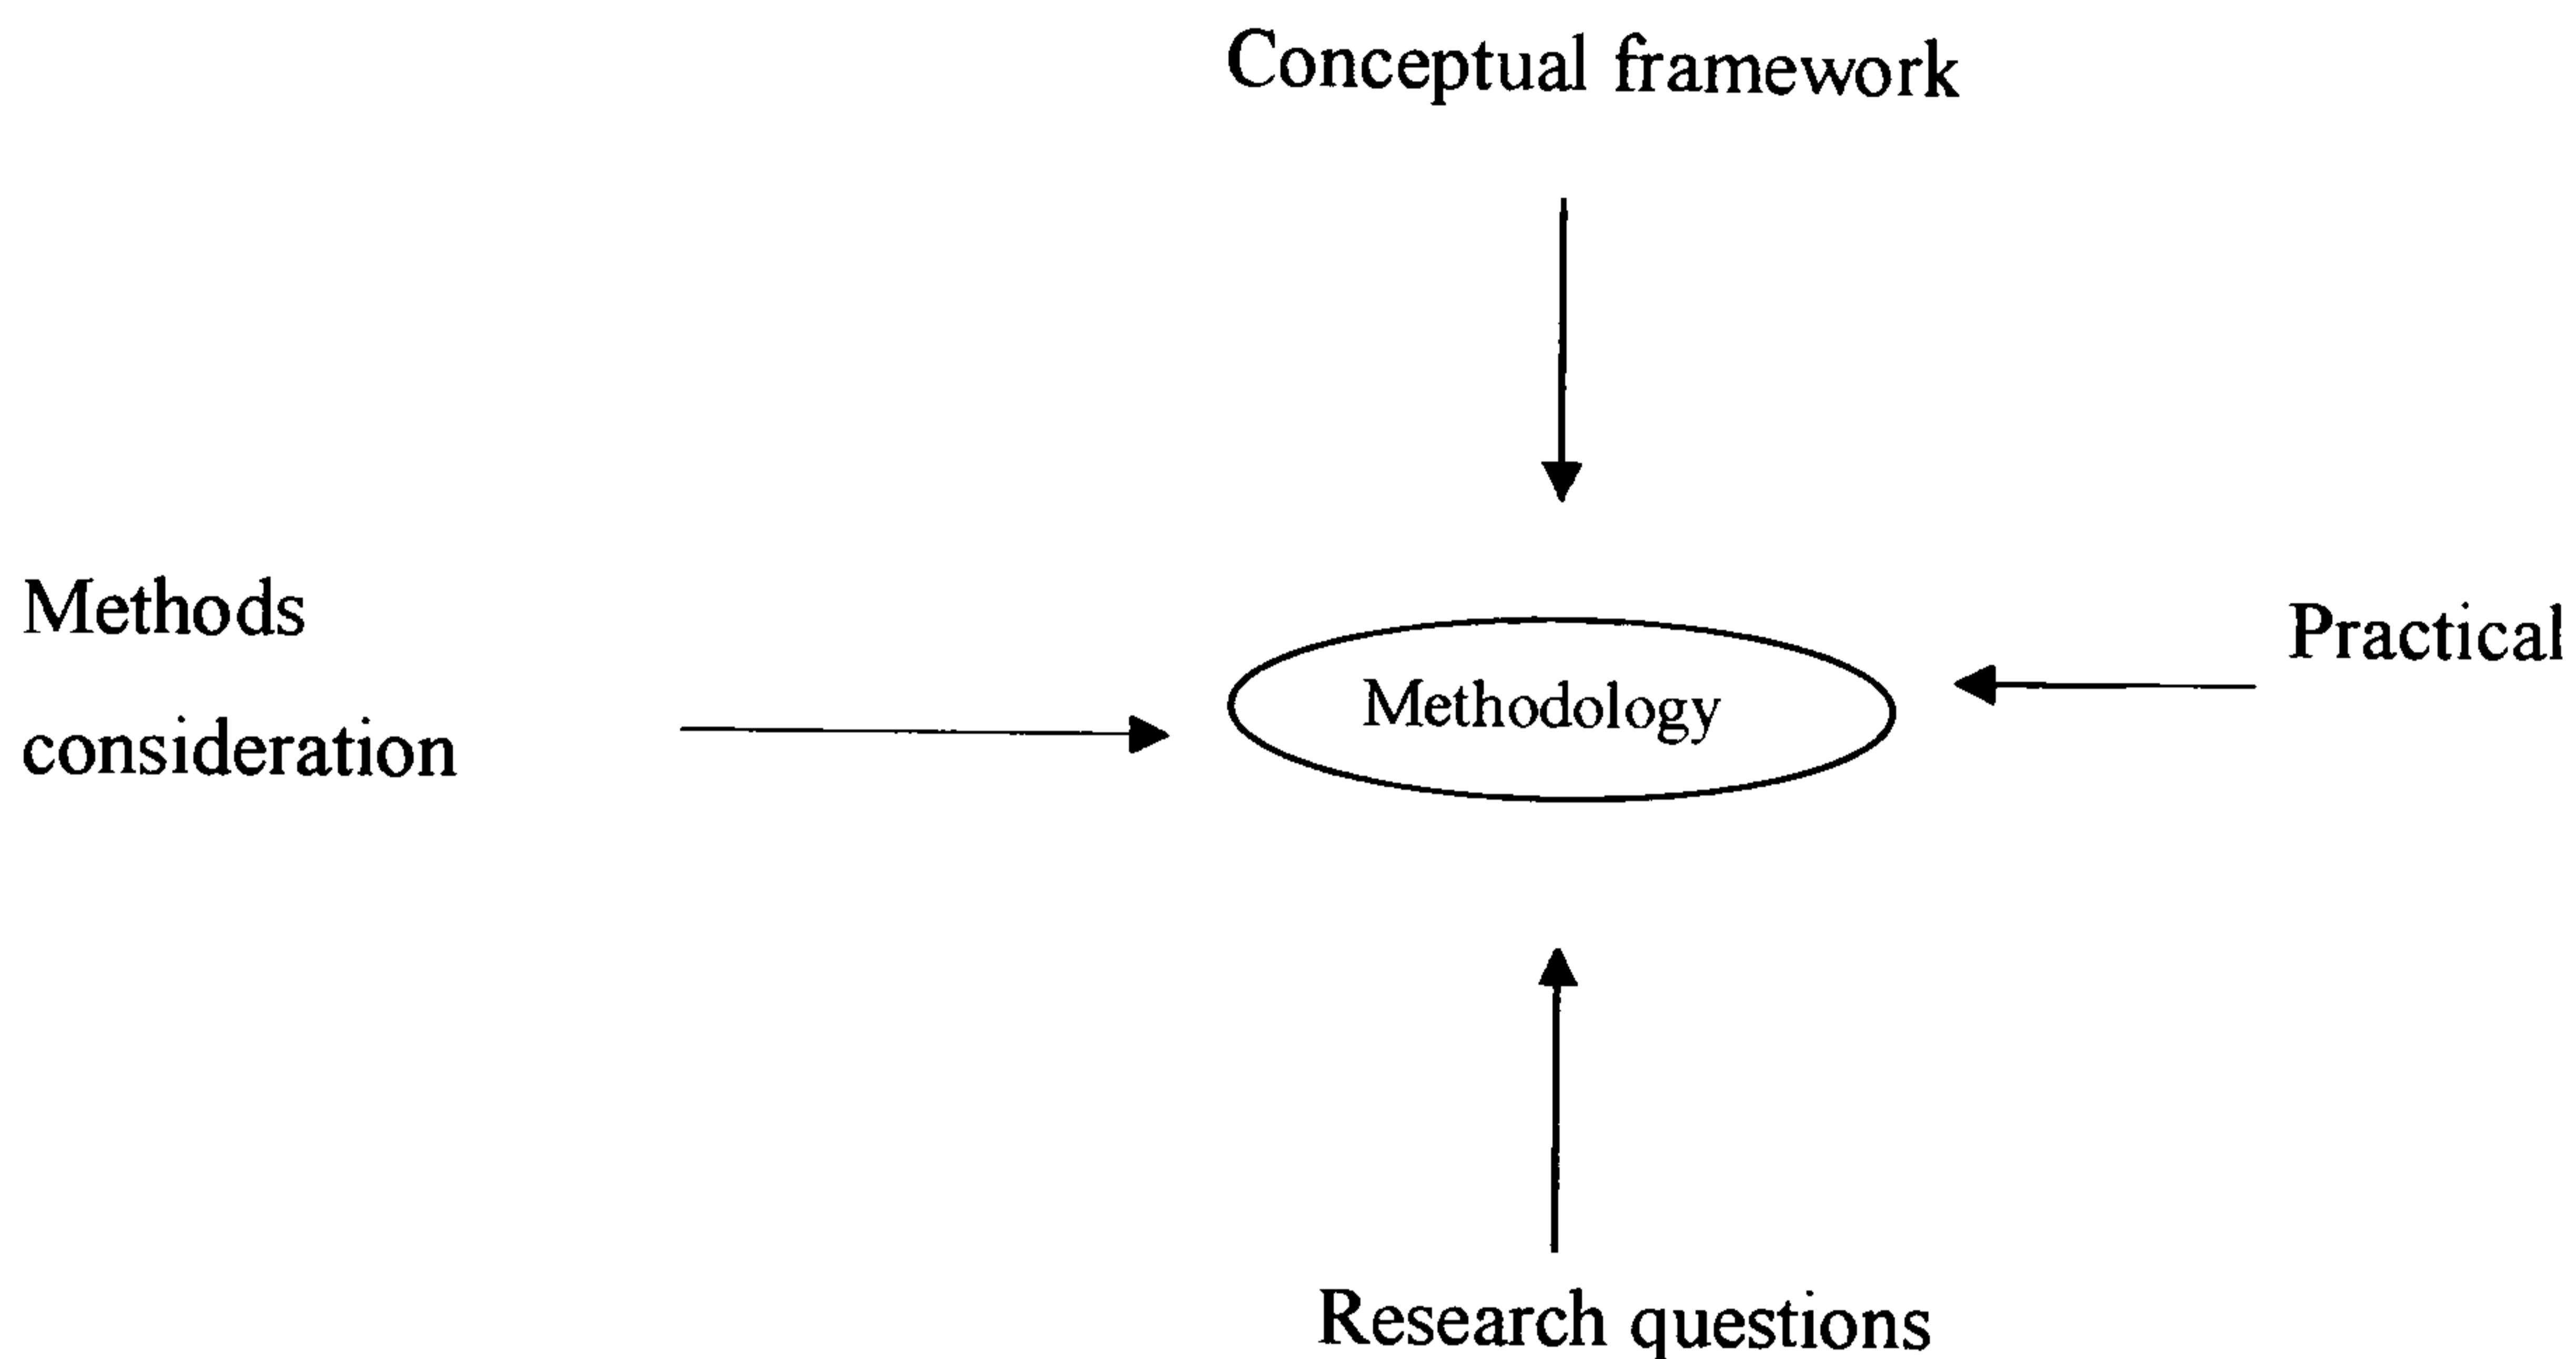 Conceptual framework
Methods
consideration
Methodology
Practical
Research questions